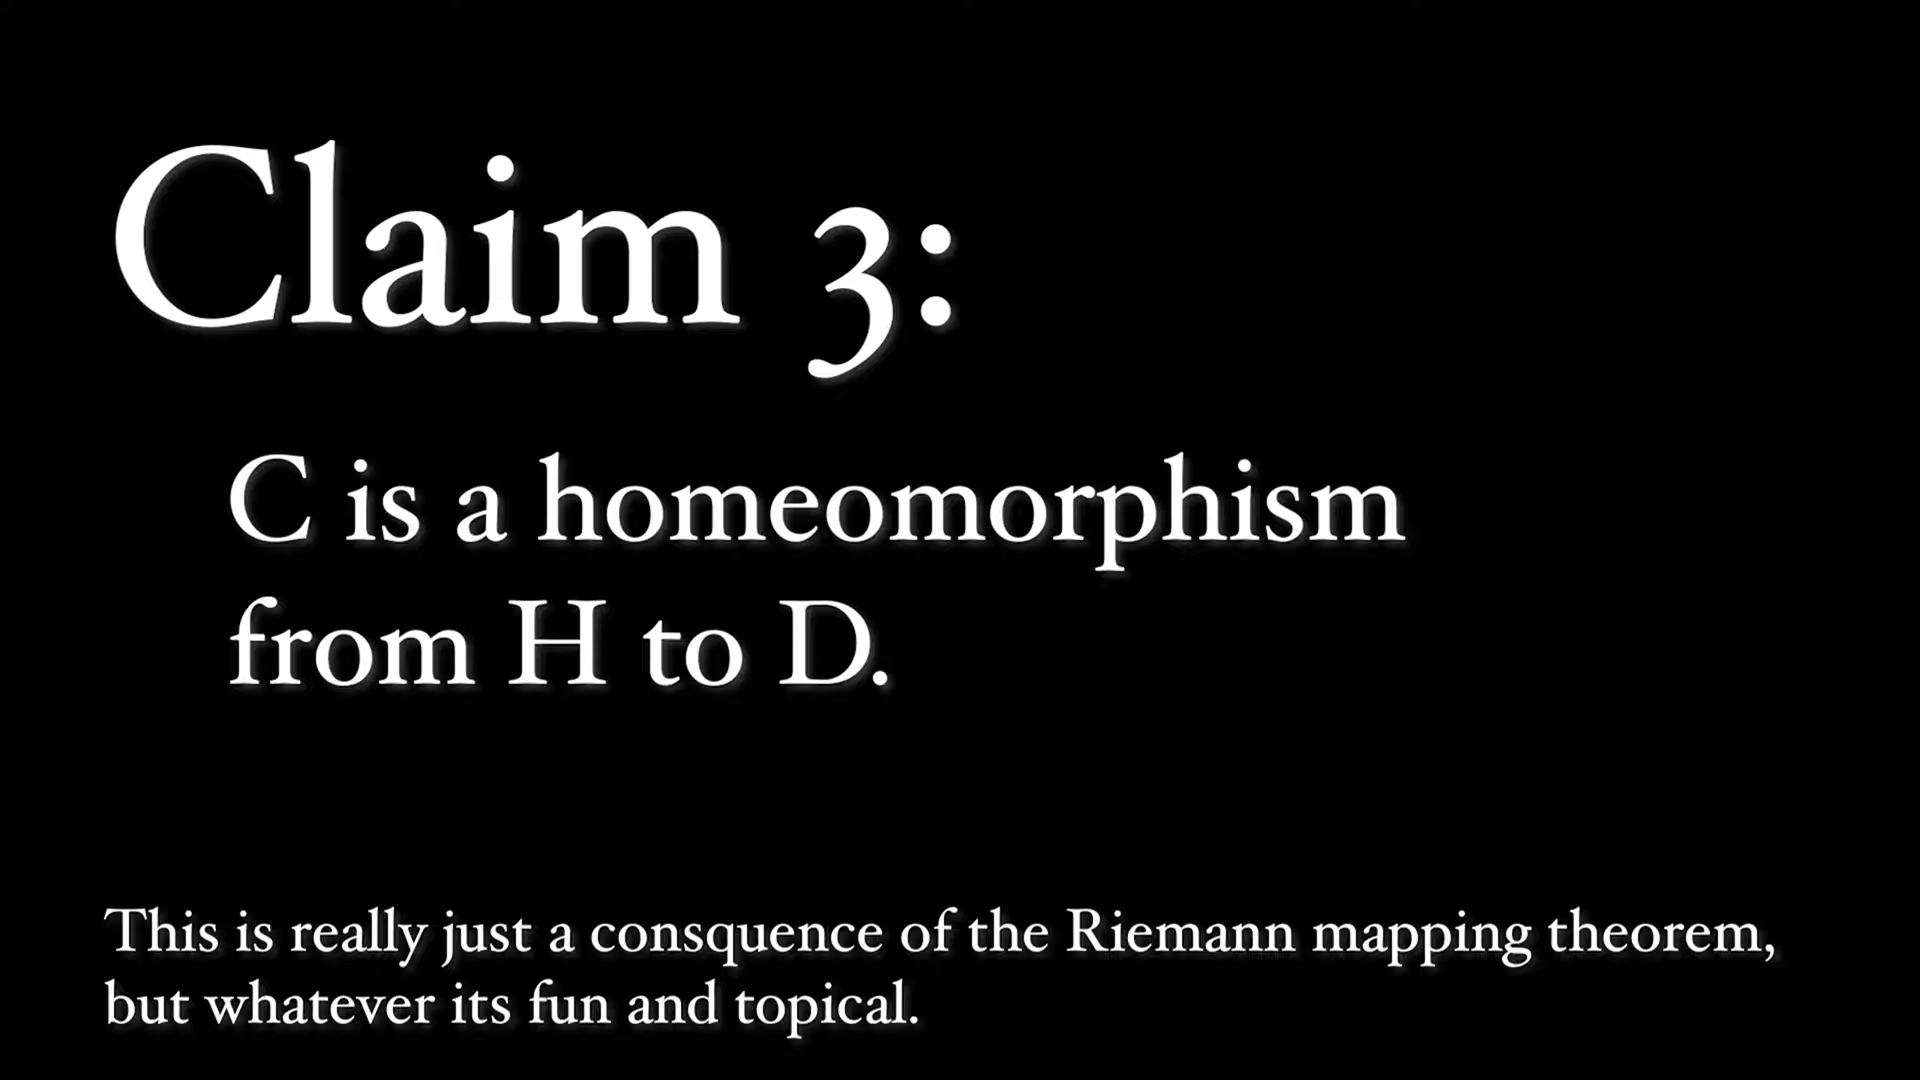 Claim 3:
C is a homeomorphism
from H to D.
This is really just a consquence of the Riemann mapping theorem,
but whatever its fun and topical.